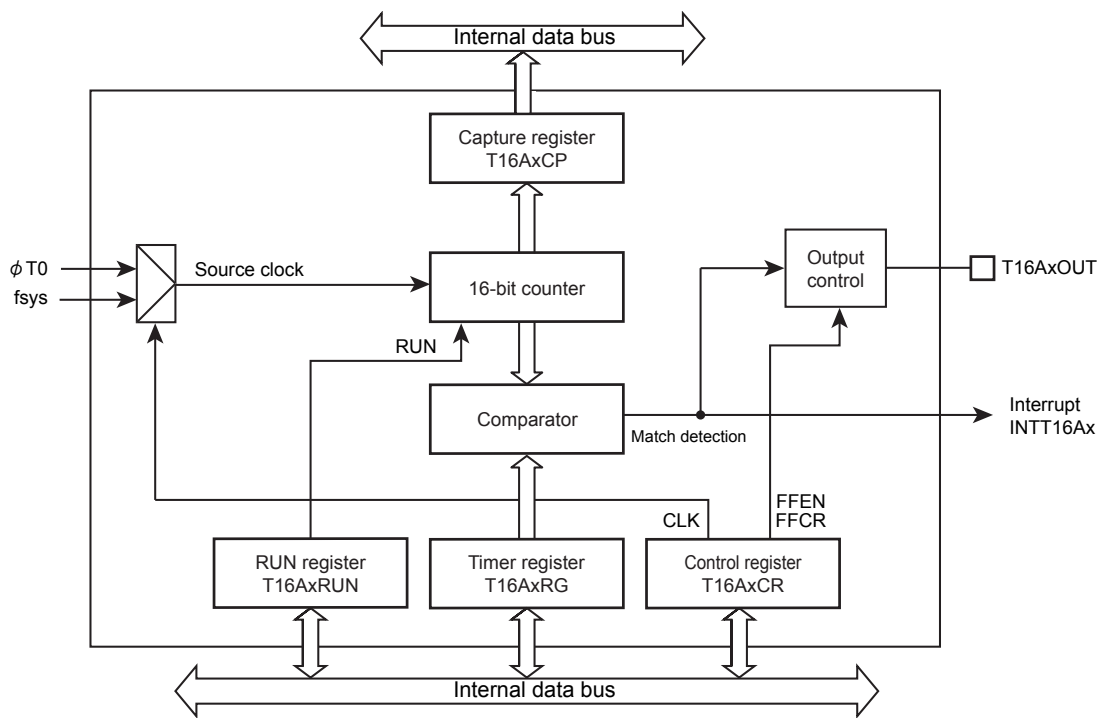 Internal data bus
Capture register
T16AxCP
φT0
fsys
Source clock
16-bit counter
Output
control
T16AxOUT
RUN
Comparator
Match detection
Interrupt
INTT16Ax
CLK
FFEN
FFCR
RUN register
T16AxRUN
Timer register
T16AxRG
Control register
T16AxCR
Internal data bus